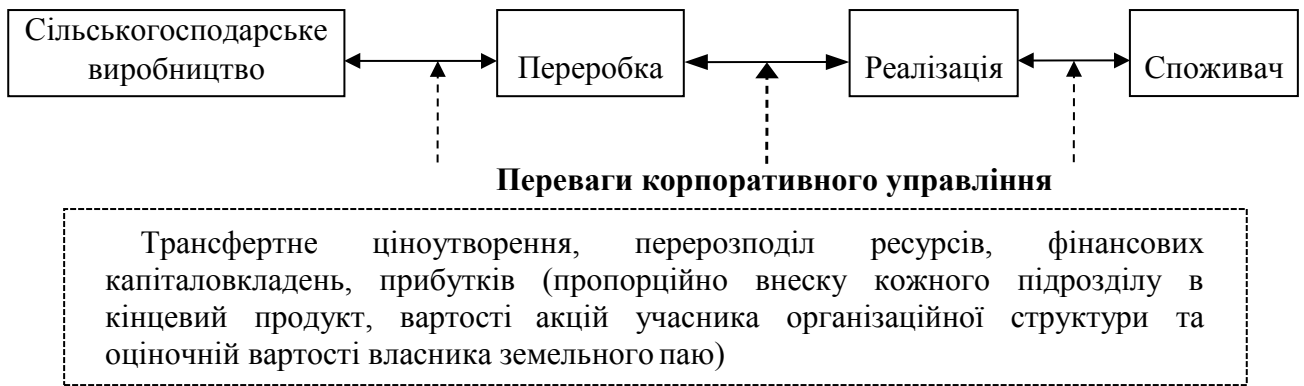 Сільськогосподарське
виробництво
Переробка
Реалізація
Споживач
Переваги корпоративного управління
Трансфертне ціноутворення, перерозподіл ресурсів, фінансових
капіталовкладень, прибутків (пропорційно внеску кожного підрозділу в
кінцевий продукт, вартості акцій учасника організаційної структури та
оціночній вартості власника земельного паю)